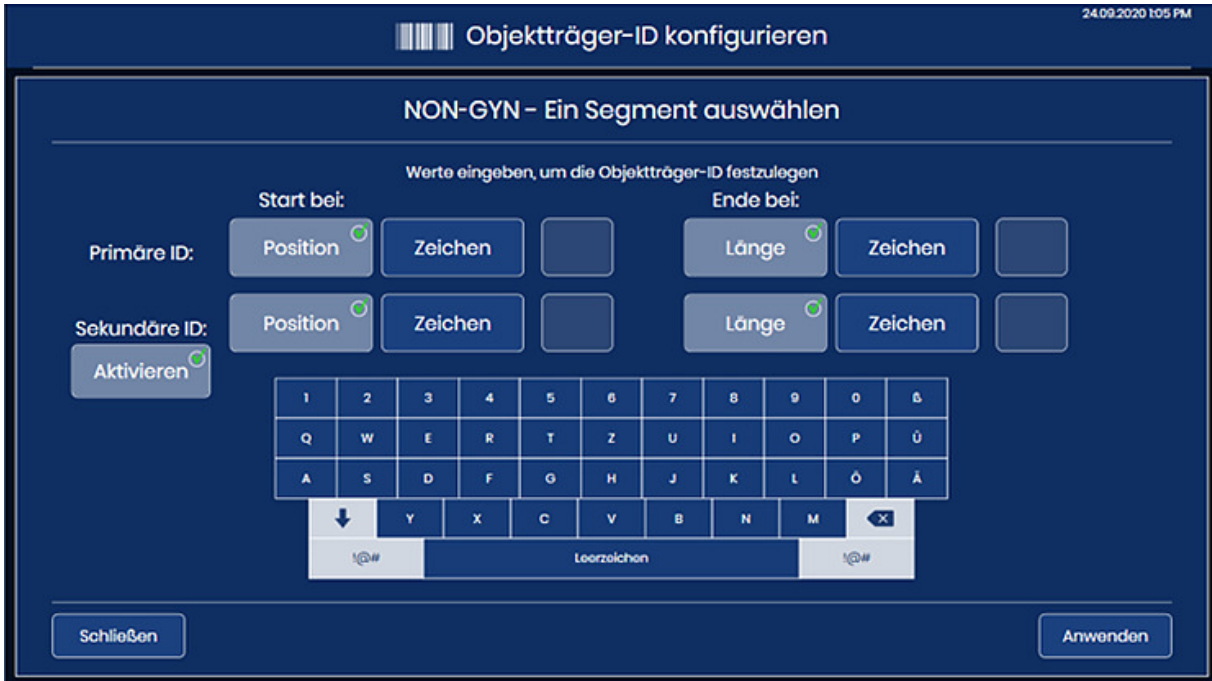 24.09.2020 1:05 PM
Objektträger-ID konfigurieren
NON-GYN – Ein Segment auswählen
Werte eingeben, um die Objektträger-ID festzulegen
Start bei: Ende bei:
Primäre ID: Position Zeichen Länge Zeichen
Sekundäre ID: Position Zeichen Länge Zeichen
Aktivieren
1 2 3 4 5 6 7 8 9 0 ß
Q W E R T Z U I O P Ü
A S D F G H J K L Ö Ä
Y X C V B N M
!@# Leerzeichen !@#
Schließen Anwenden